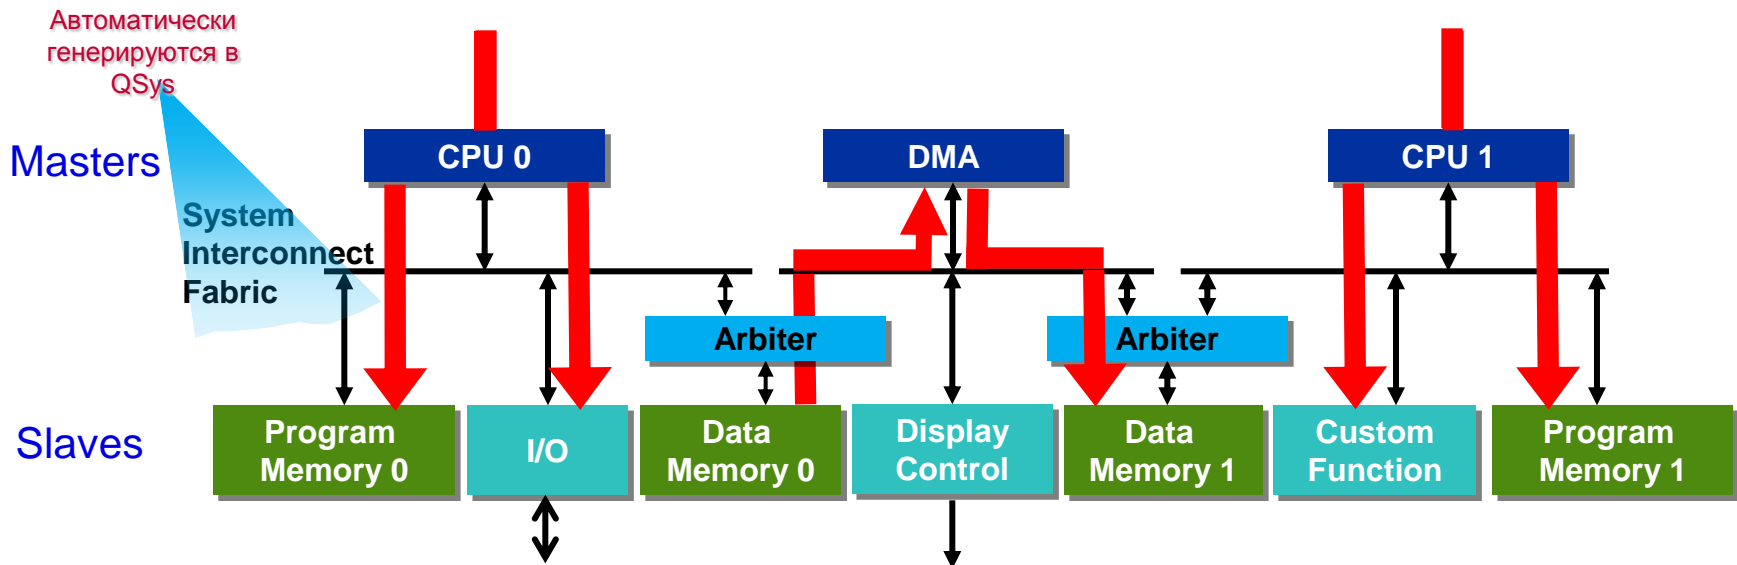 Автоматически
генерируются в
QSys
Masters
CPU 0
DMA
CPU 1
System
Interconnect
Fabric
Arbiter
Arbiter
Slaves
Program
Memory 0
I/O
Data
Memory 0
Display
Control
Data
Memory 1
Custom
Function
Program
Memory 1